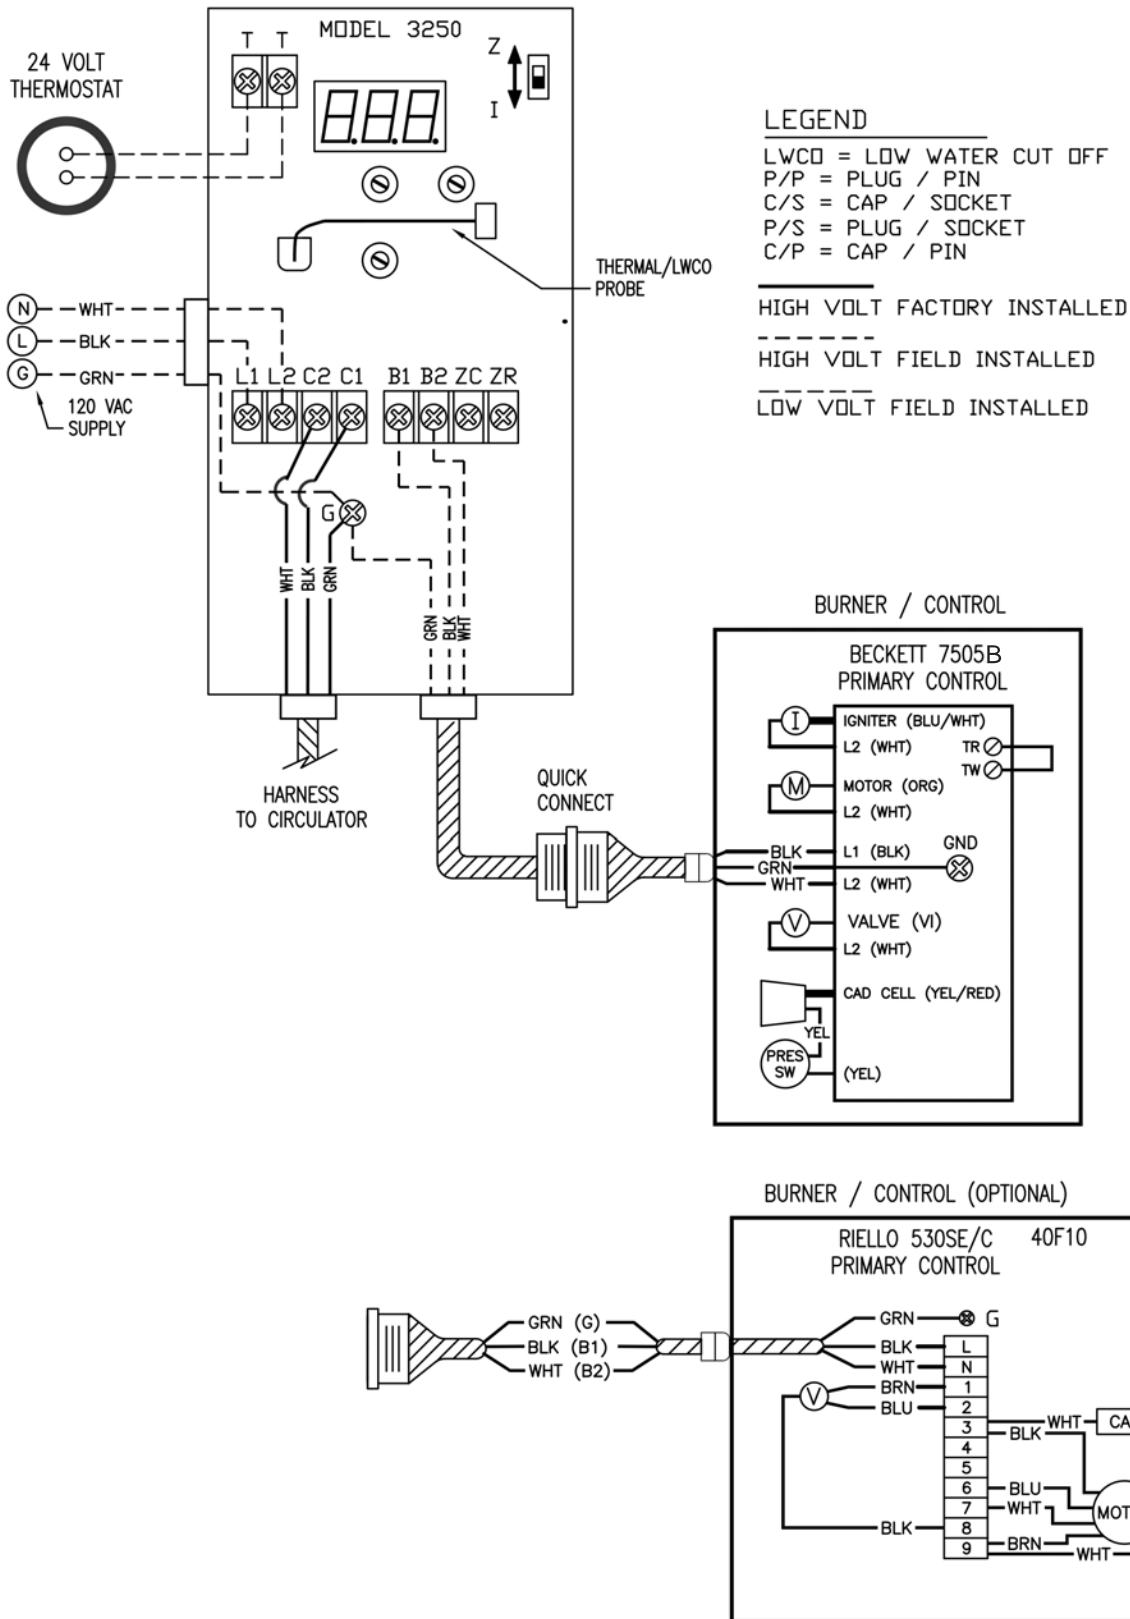 MODEL 3250
T T
Z
I
24 VOLT
THERMOSTAT
8.8.8.
LEGEND
LWCO = LOW WATER CUT OFF
P/P = PLUG / PIN
C/S = CAP / SOCKET
P/S = PLUG / SOCKET
C/P = CAP / PIN
HIGH VOLT FACTORY INSTALLED
HIGH VOLT FIELD INSTALLED
LOW VOLT FIELD INSTALLED
THERMAL/LWCO
PROBE
N WHT
L BLK
G GRN
120 VAC
SUPPLY
L1 L2 C2 C1 B1 B2 ZC ZR
G
WHT BLK GRN
GRN BLK WHT
HARNESS
TO CIRCULATOR
QUICK
CONNECT
BURNER / CONTROL
BECKETT 7505B
PRIMARY CONTROL
I IGNITER (BLU/WHT)
L2 (WHT) TR
TW
M MOTOR (ORG)
L2 (WHT)
BLK L1 (BLK) GND
GRN
WHT L2 (WHT)
V VALVE (VI)
L2 (WHT)
CAD CELL (YEL/RED)
YEL
PRES
SW (YEL)
BURNER / CONTROL (OPTIONAL)
RIELLO 530SE/C 40F10
PRIMARY CONTROL
GRN (G)
BLK (B1)
WHT (B2)
GRN G
BLK L
WHT N
V BRN 1
BLU 2
3 WHT CA
BLK
4
5
6 BLU
7 WHT MOT
BLK 8
BRN
9 WHT